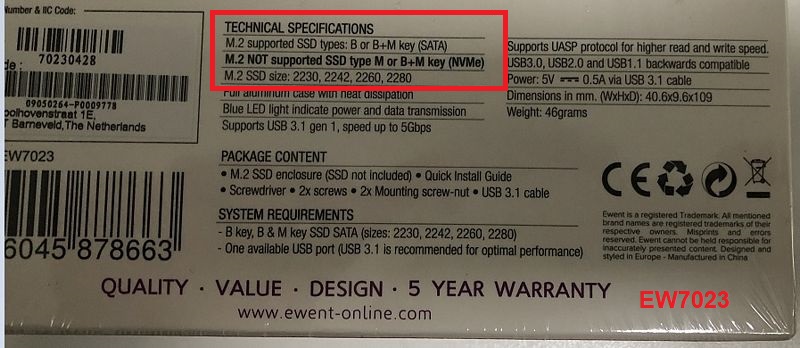 Number & IIC Code:
70230428
09050264-P0009778
oolhovenstraat 1E,
T Barneveld,The Netherlands
EW7023
6045 878663
TECHNICAL SPECIFICATIONS
M.2 supported SSD types: B or B+M key (SATA)
M.2 NOT supported SSD type M or B+M key (NVMe)
M.2 SSD size: 2230, 2242, 2260, 2280
Full aluminum case with heat dissipation
Blue LED light indicate power and data transmission
Supports USB 3.1 gen 1, speed up to 5Gbps
Supports UASP protocol for higher read and write speed.
USB3.0, USB2.0 and USB1.1 backwards compatible
Power: 5V ⎓ 0.5A via USB 3.1 cable
Dimensions in mm. (WxHxD): 40.6x9.6x109
Weight: 46grams
PACKAGE CONTENT
• M.2 SSD enclosure (SSD not included) • Quick Install Guide
• Screwdriver • 2x screws • 2x Mounting screw-nut • USB 3.1 cable
SYSTEM REQUIREMENTS
- B key, B & M key SSD SATA (sizes: 2230, 2242, 2260, 2280)
- One available USB port (USB 3.1 is recommended for optimal performance)
CE
Ewent is a registered Trademark. All mentioned
brand names are registered trademarks of their
respective owners. Misprints and errors
reserved. Ewent cannot be held responsible for
inaccurately presented content. Designed and
styled in Europe - Manufactured in China
QUALITY · VALUE · DESIGN · 5 YEAR WARRANTY
www.ewent-online.com
EW7023